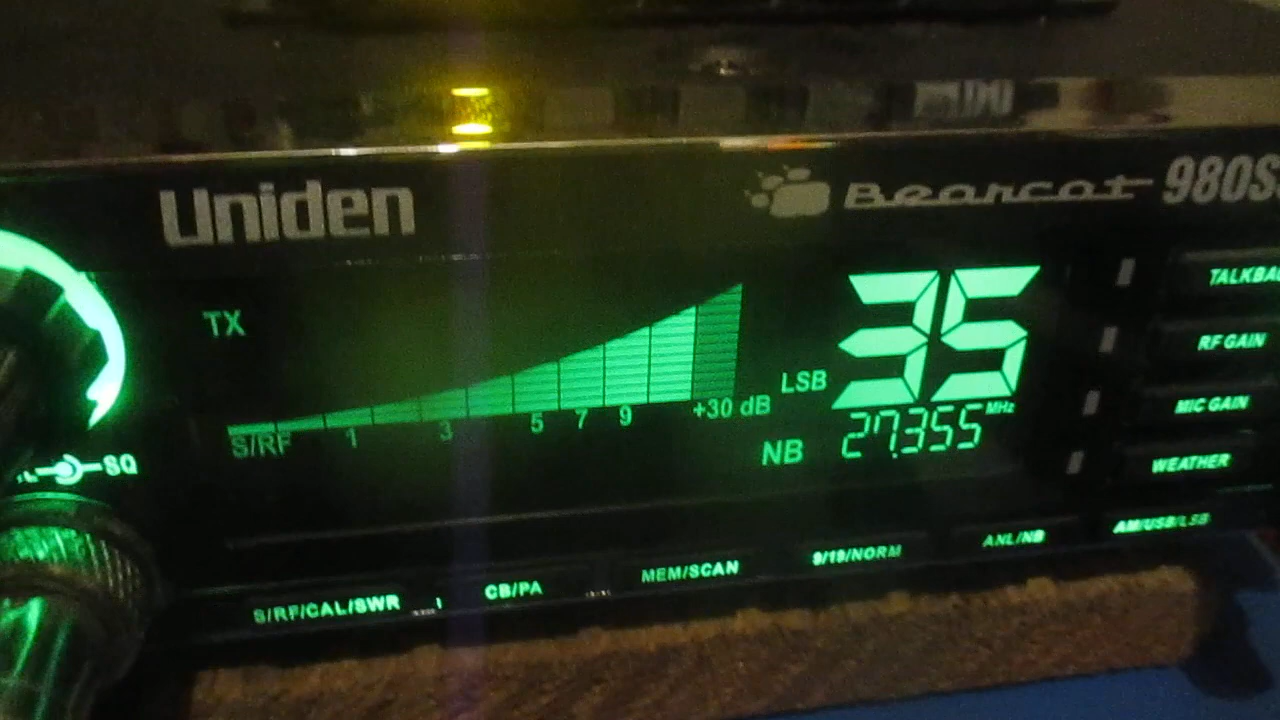 Uniden
Bearcat 980S
TX
35
LSB
S/RF 1 3 5 7 9 +30 dB
NB
27.355 MHz
TALKBA
RF GAIN
MIC GAIN
WEATHER
SQ
S/RF/CAL/SWR
CB/PA
MEM/SCAN
9/19/NORM
ANL/NB
AM/USB/LSB